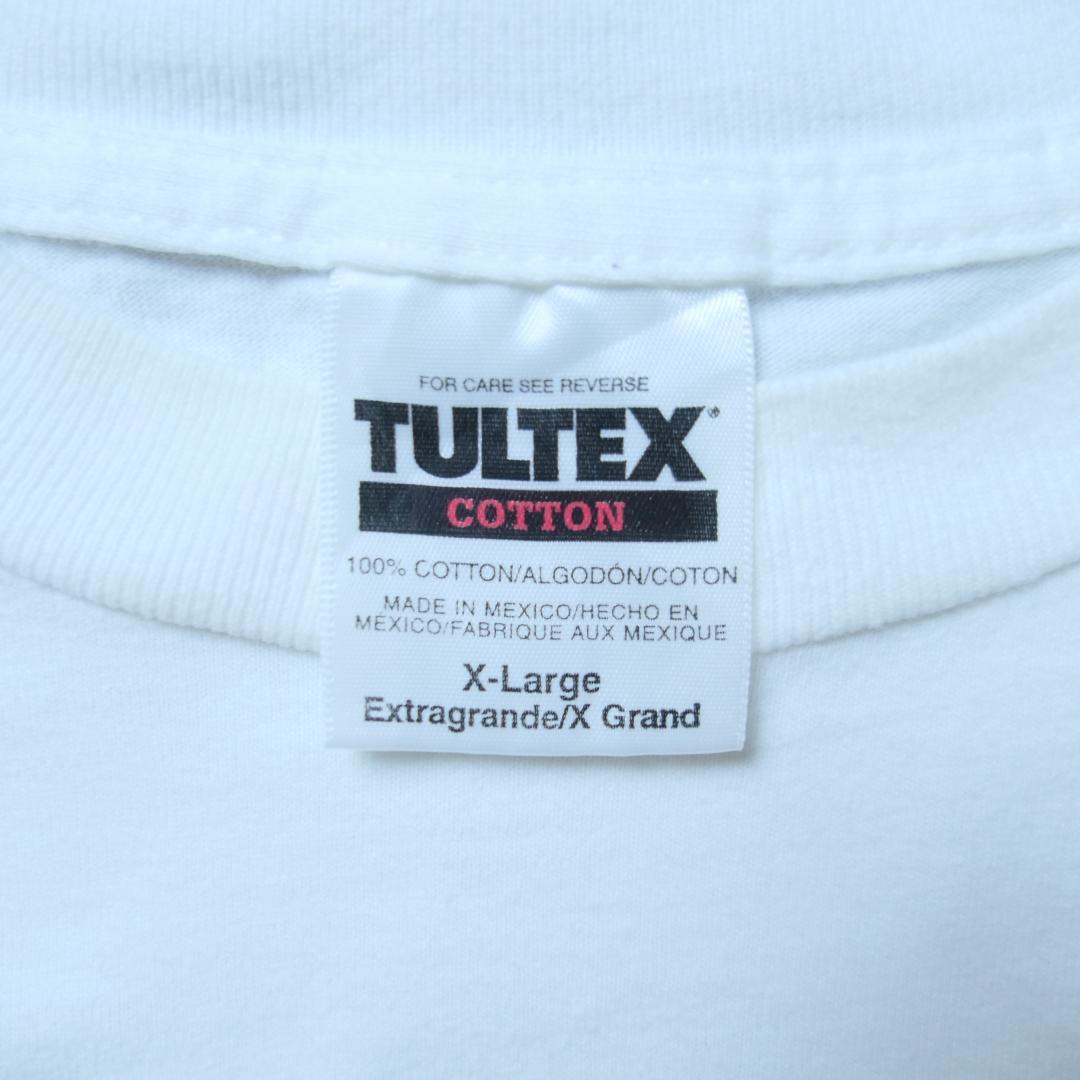 FOR CARE SEE REVERSE
TULTEX®
COTTON
100% COTTON/ALGODÓN/COTON
MADE IN MEXICO/HECHO EN
MÉXICO/FABRIQUE AUX MEXIQUE
X-Large
Extragrande/X Grand